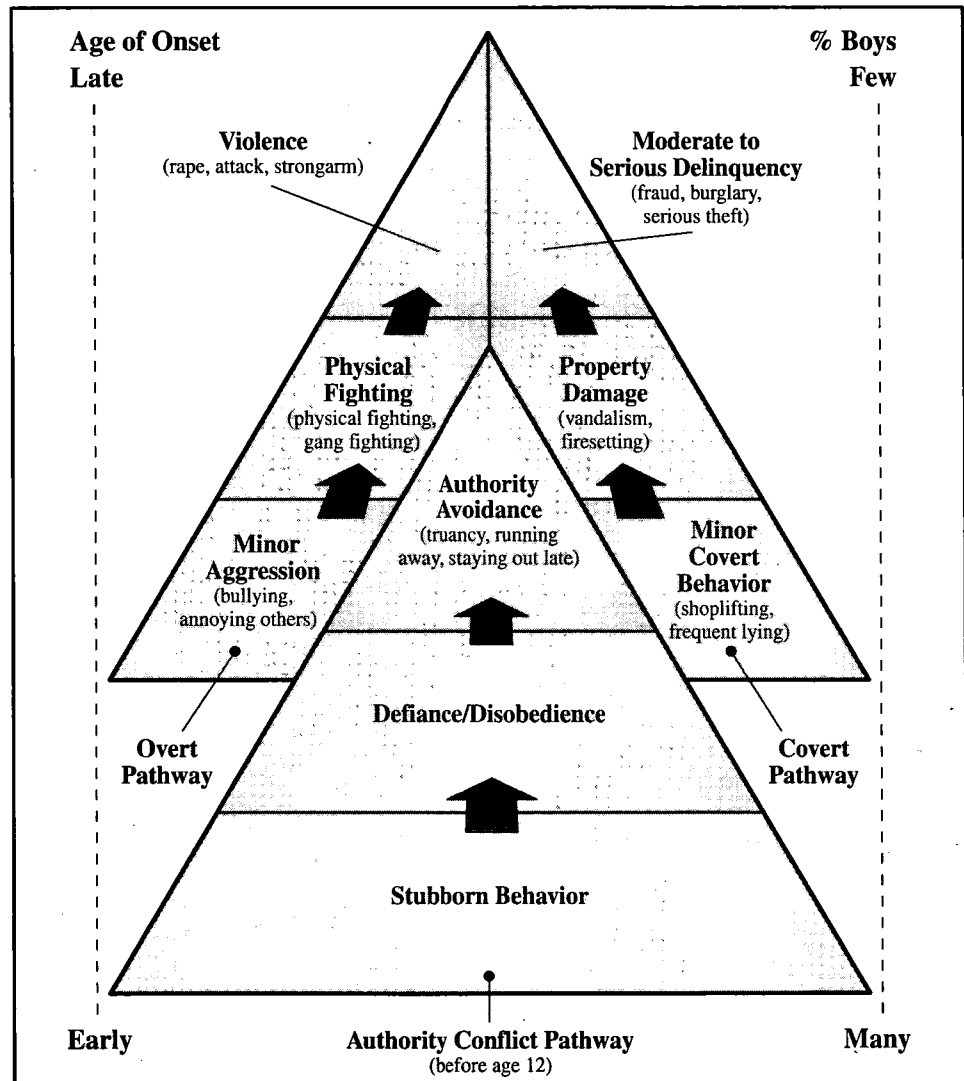 Age of Onset
Late
% Boys
Few
Violence
(rape, attack, strongarm)
Moderate to
Serious Delinquency
(fraud, burglary,
serious theft)
Physical
Fighting
(physical fighting,
gang fighting)
Property
Damage
(vandalism,
firesetting)
Authority
Avoidance
(truancy, running
away, staying out late)
Minor
Aggression
(bullying,
annoying others)
Minor
Covert
Behavior
(shoplifting,
frequent lying)
Defiance/Disobedience
Overt
Pathway
Covert
Pathway
Stubborn Behavior
Early
Authority Conflict Pathway
(before age 12)
Many